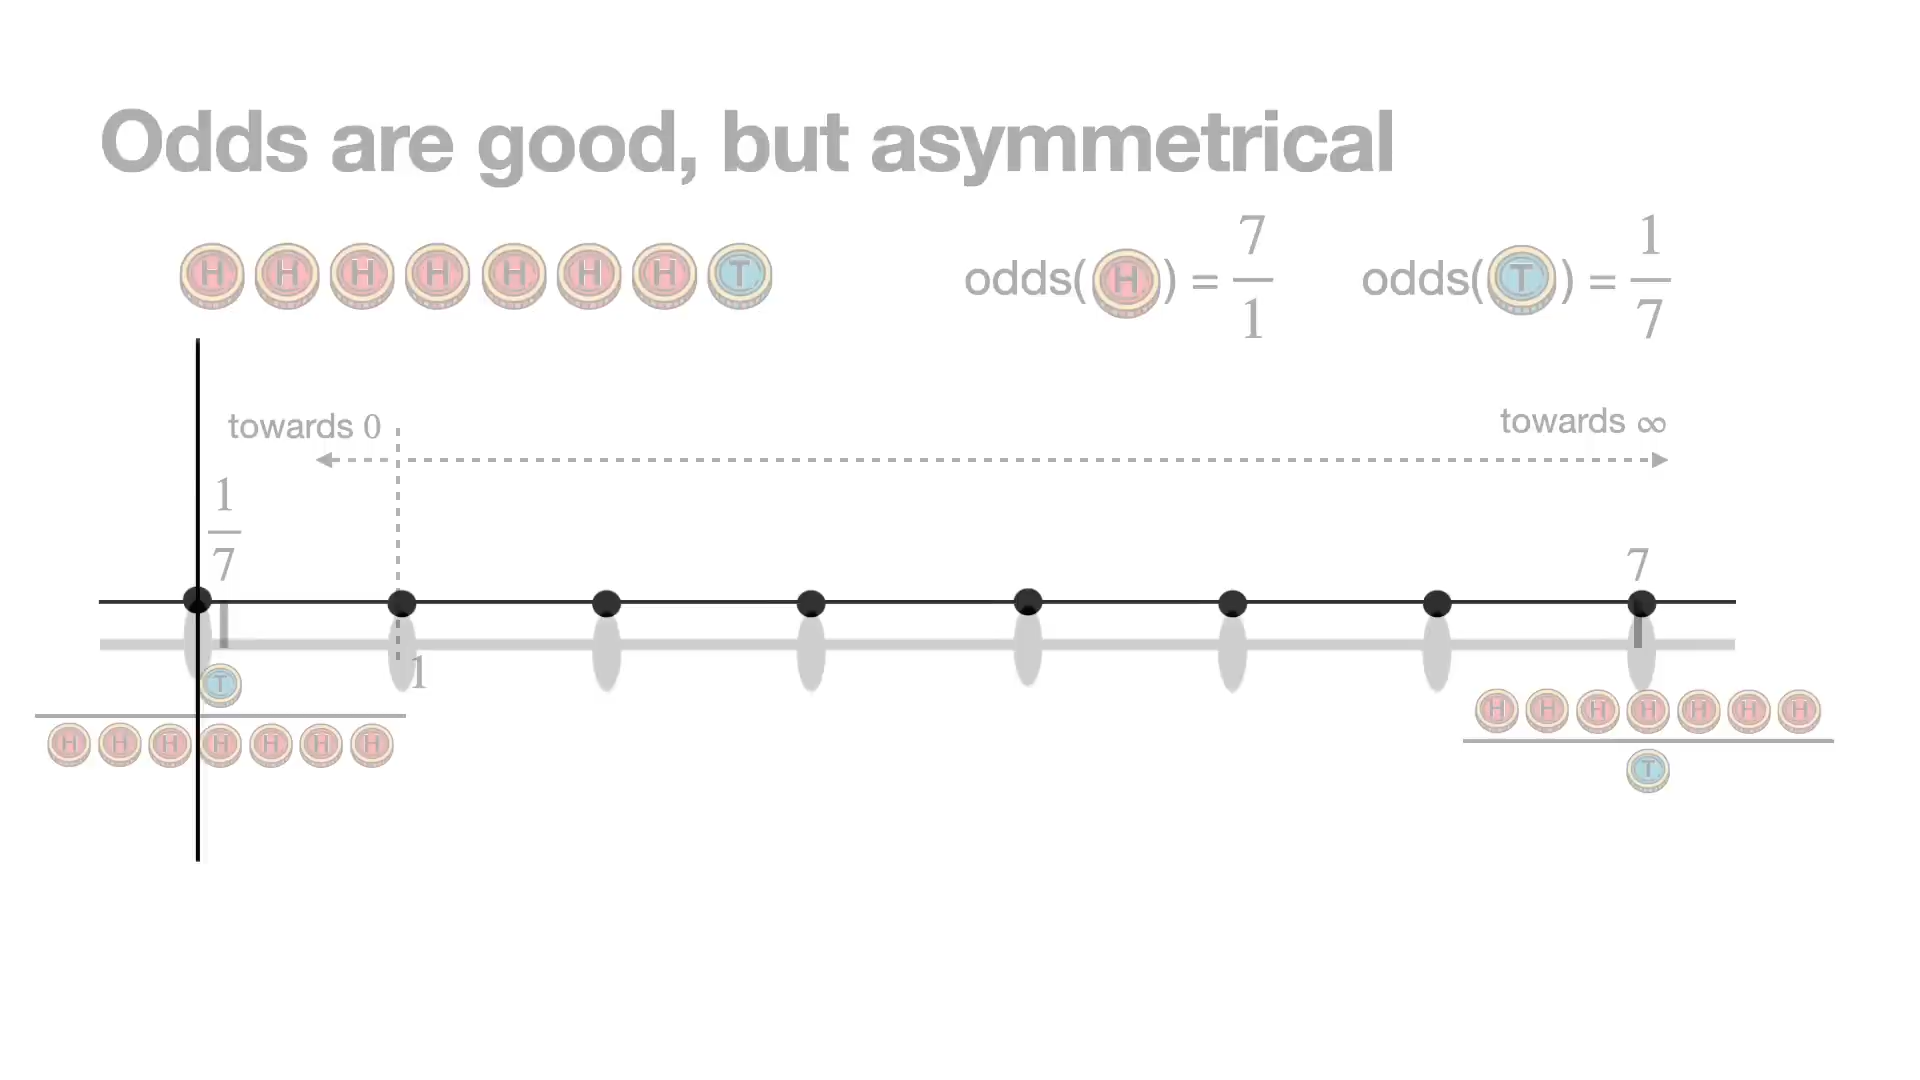 Odds are good, but asymmetrical
H H H H H H H T
odds(H) = 7/1
odds(T) = 1/7
towards 0
towards ∞
1/7
7
1
T
H H H H H H H
H H H H H H H
T